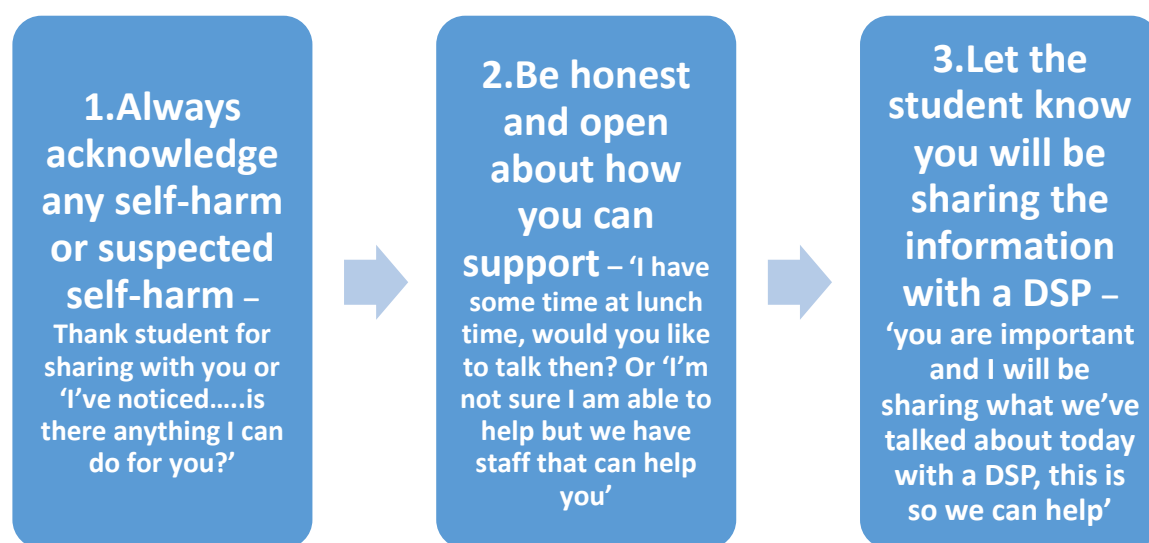 1.Always
acknowledge
any self-harm
or suspected
self-harm –
Thank student for
sharing with you or
‘I’ve noticed…..is
there anything I can
do for you?’
2.Be honest
and open
about how
you can
support – ‘I have
some time at lunch
time, would you like
to talk then? Or ‘I’m
not sure I am able to
help but we have
staff that can help
you’
3.Let the
student know
you will be
sharing the
information
with a DSP –
‘you are important
and I will be
sharing what we’ve
talked about today
with a DSP, this is
so we can help’